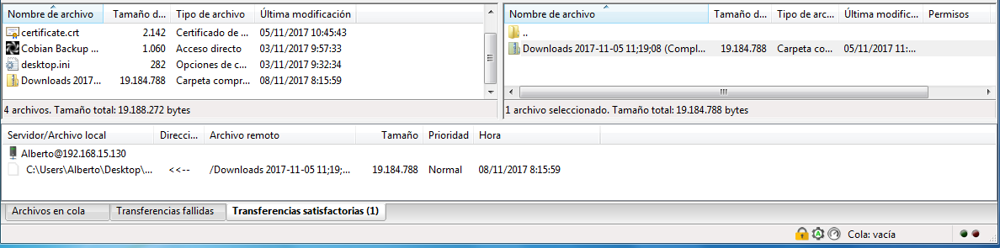 Nombre de archivo Tamaño d... Tipo de archivo Última modificación
certificate.crt 2.142 Certificado de ... 05/11/2017 10:45:43
Cobian Backup ... 1.060 Acceso directo 03/11/2017 9:57:33
desktop.ini 282 Opciones de c... 03/11/2017 9:32:34
Downloads 2017... 19.184.788 Carpeta compr... 08/11/2017 8:15:59
4 archivos. Tamaño total: 19.188.272 bytes
Nombre de archivo Tamaño d... Tipo de arc... Última modific... Permisos
..
Downloads 2017-11-05 11;19;08 (Compl... 19.184.788 Carpeta co... 05/11/2017 11:...
1 archivo seleccionado. Tamaño total: 19.184.788 bytes
Servidor/Archivo local Direcci... Archivo remoto Tamaño Prioridad Hora
Alberto@192.168.15.130
C:\Users\Alberto\Desktop\... <<-- /Downloads 2017-11-05 11;19;... 19.184.788 Normal 08/11/2017 8:15:59
Archivos en cola Transferencias fallidas Transferencias satisfactorias (1)
Cola: vacía